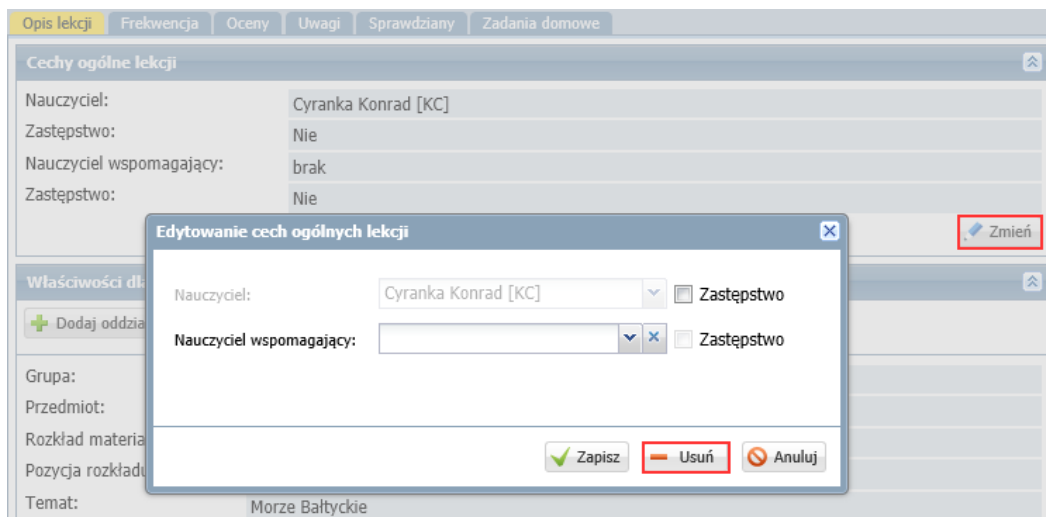 Opis lekcji Frekwencja Oceny Uwagi Sprawdziany Zadania domowe
Cechy ogólne lekcji
Nauczyciel: Cyranka Konrad [KC]
Zastępstwo: Nie
Nauczyciel wspomagający: brak
Zastępstwo: Nie
Zmień
Edytowanie cech ogólnych lekcji
Nauczyciel: Cyranka Konrad [KC] Zastępstwo
Nauczyciel wspomagający: Zastępstwo
Zapisz Usuń Anuluj
Właściwości dl
Dodaj oddzia
Grupa:
Przedmiot:
Rozkład materia
Pozycja rozkładu
Temat: Morze Bałtyckie